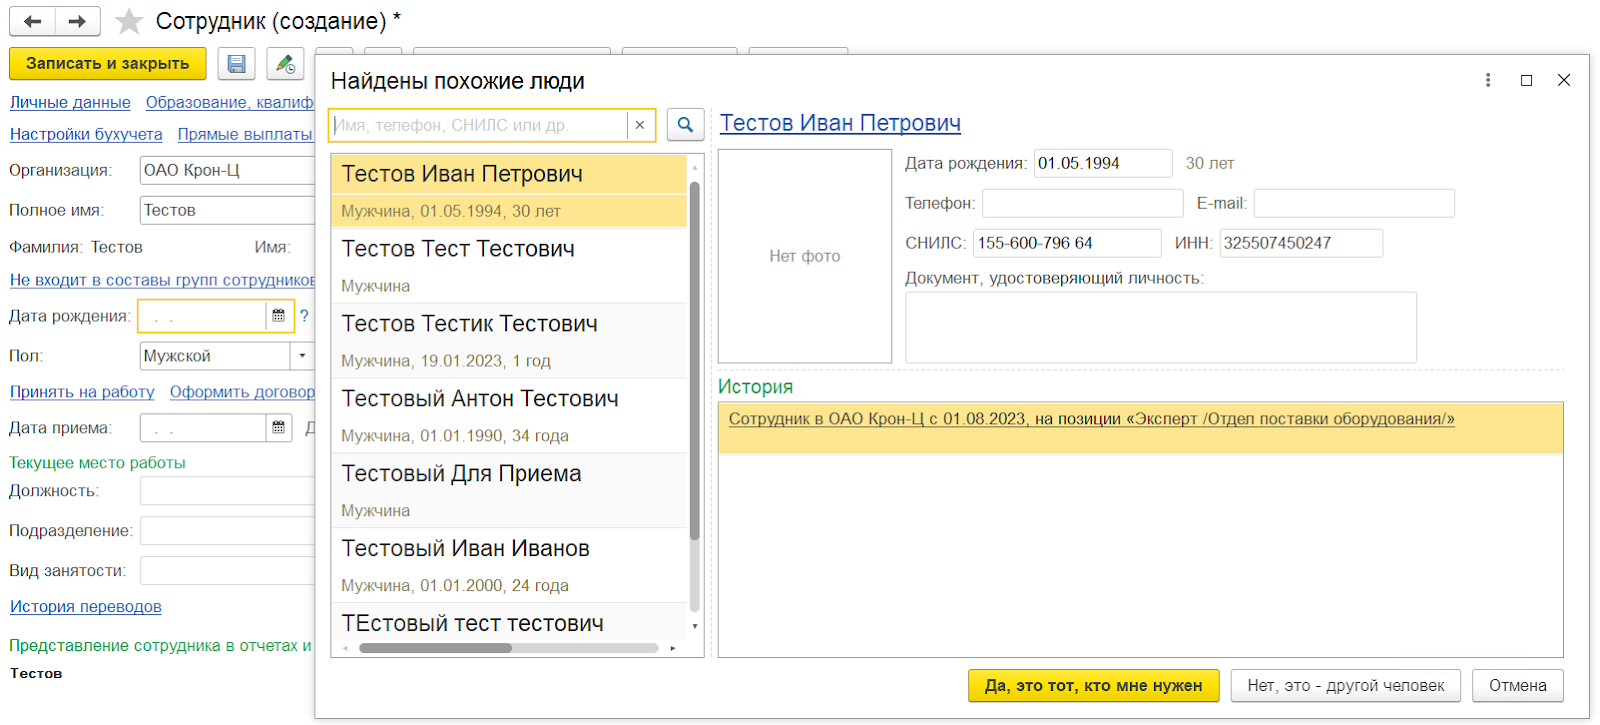 Сотрудник (создание) *
Записать и закрыть
Личные данные Образование, квалиф
Настройки бухучета Прямые выплаты
Организация: ОАО Крон-Ц
Полное имя: Тестов
Фамилия: Тестов Имя:
Не входит в составы групп сотрудников
Дата рождения: . . ?
Пол: Мужской
Принять на работу Оформить договор
Дата приема: . .
Текущее место работы
Должность:
Подразделение:
Вид занятости:
История переводов
Представление сотрудника в отчетах и
Тестов
Найдены похожие люди
Имя, телефон, СНИЛС или др.
Тестов Иван Петрович
Мужчина, 01.05.1994, 30 лет
Тестов Тест Тестович
Мужчина
Тестов Тестик Тестович
Мужчина, 19.01.2023, 1 год
Тестовый Антон Тестович
Мужчина, 01.01.1990, 34 года
Тестовый Для Приема
Мужчина
Тестовый Иван Иванов
Мужчина, 01.01.2000, 24 года
ТЕстовый тест тестович
Тестов Иван Петрович
Нет фото
Дата рождения: 01.05.1994 30 лет
Телефон: E-mail:
СНИЛС: 155-600-796 64 ИНН: 325507450247
Документ, удостоверяющий личность:
История
Сотрудник в ОАО Крон-Ц с 01.08.2023, на позиции «Эксперт /Отдел поставки оборудования/»
Да, это тот, кто мне нужен Нет, это - другой человек Отмена